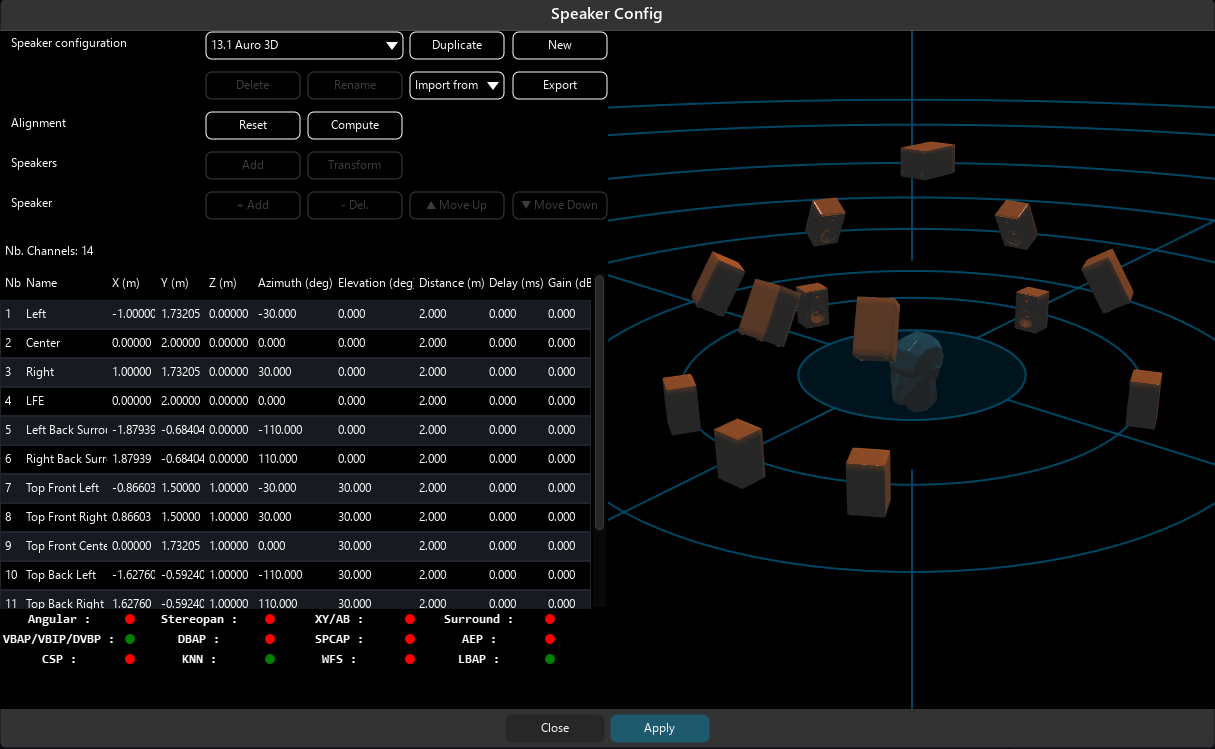 Speaker Config
Speaker configuration 13.1 Auro 3D Duplicate New
Delete Rename Import from Export
Alignment Reset Compute
Speakers Add Transform
Speaker + Add - Del. Move Up Move Down
Nb. Channels: 14
Nb Name X (m) Y (m) Z (m) Azimuth (deg) Elevation (deg Distance (m) Delay (ms) Gain (dB
1 Left -1.00000 1.73205 0.00000 -30.000 0.000 2.000 0.000 0.000
2 Center 0.00000 2.00000 0.00000 0.000 0.000 2.000 0.000 0.000
3 Right 1.00000 1.73205 0.00000 30.000 0.000 2.000 0.000 0.000
4 LFE 0.00000 2.00000 0.00000 0.000 0.000 2.000 0.000 0.000
5 Left Back Surrou -1.87939 -0.68404 0.00000 -110.000 0.000 2.000 0.000 0.000
6 Right Back Surr 1.87939 -0.68404 0.00000 110.000 0.000 2.000 0.000 0.000
7 Top Front Left -0.86603 1.50000 1.00000 -30.000 30.000 2.000 0.000 0.000
8 Top Front Right 0.86603 1.50000 1.00000 30.000 30.000 2.000 0.000 0.000
9 Top Front Cente 0.00000 1.73205 1.00000 0.000 30.000 2.000 0.000 0.000
10 Top Back Left -1.62760 -0.59240 1.00000 -110.000 30.000 2.000 0.000 0.000
11 Top Back Right 1.62760 -0.59240 1.00000 110.000 30.000 2.000 0.000 0.000
Angular : Stereopan : XY/AB : Surround :
VBAP/VBIP/DVBP : DBAP : SPCAP : AEP :
CSP : KNN : WFS : LBAP :
Close Apply